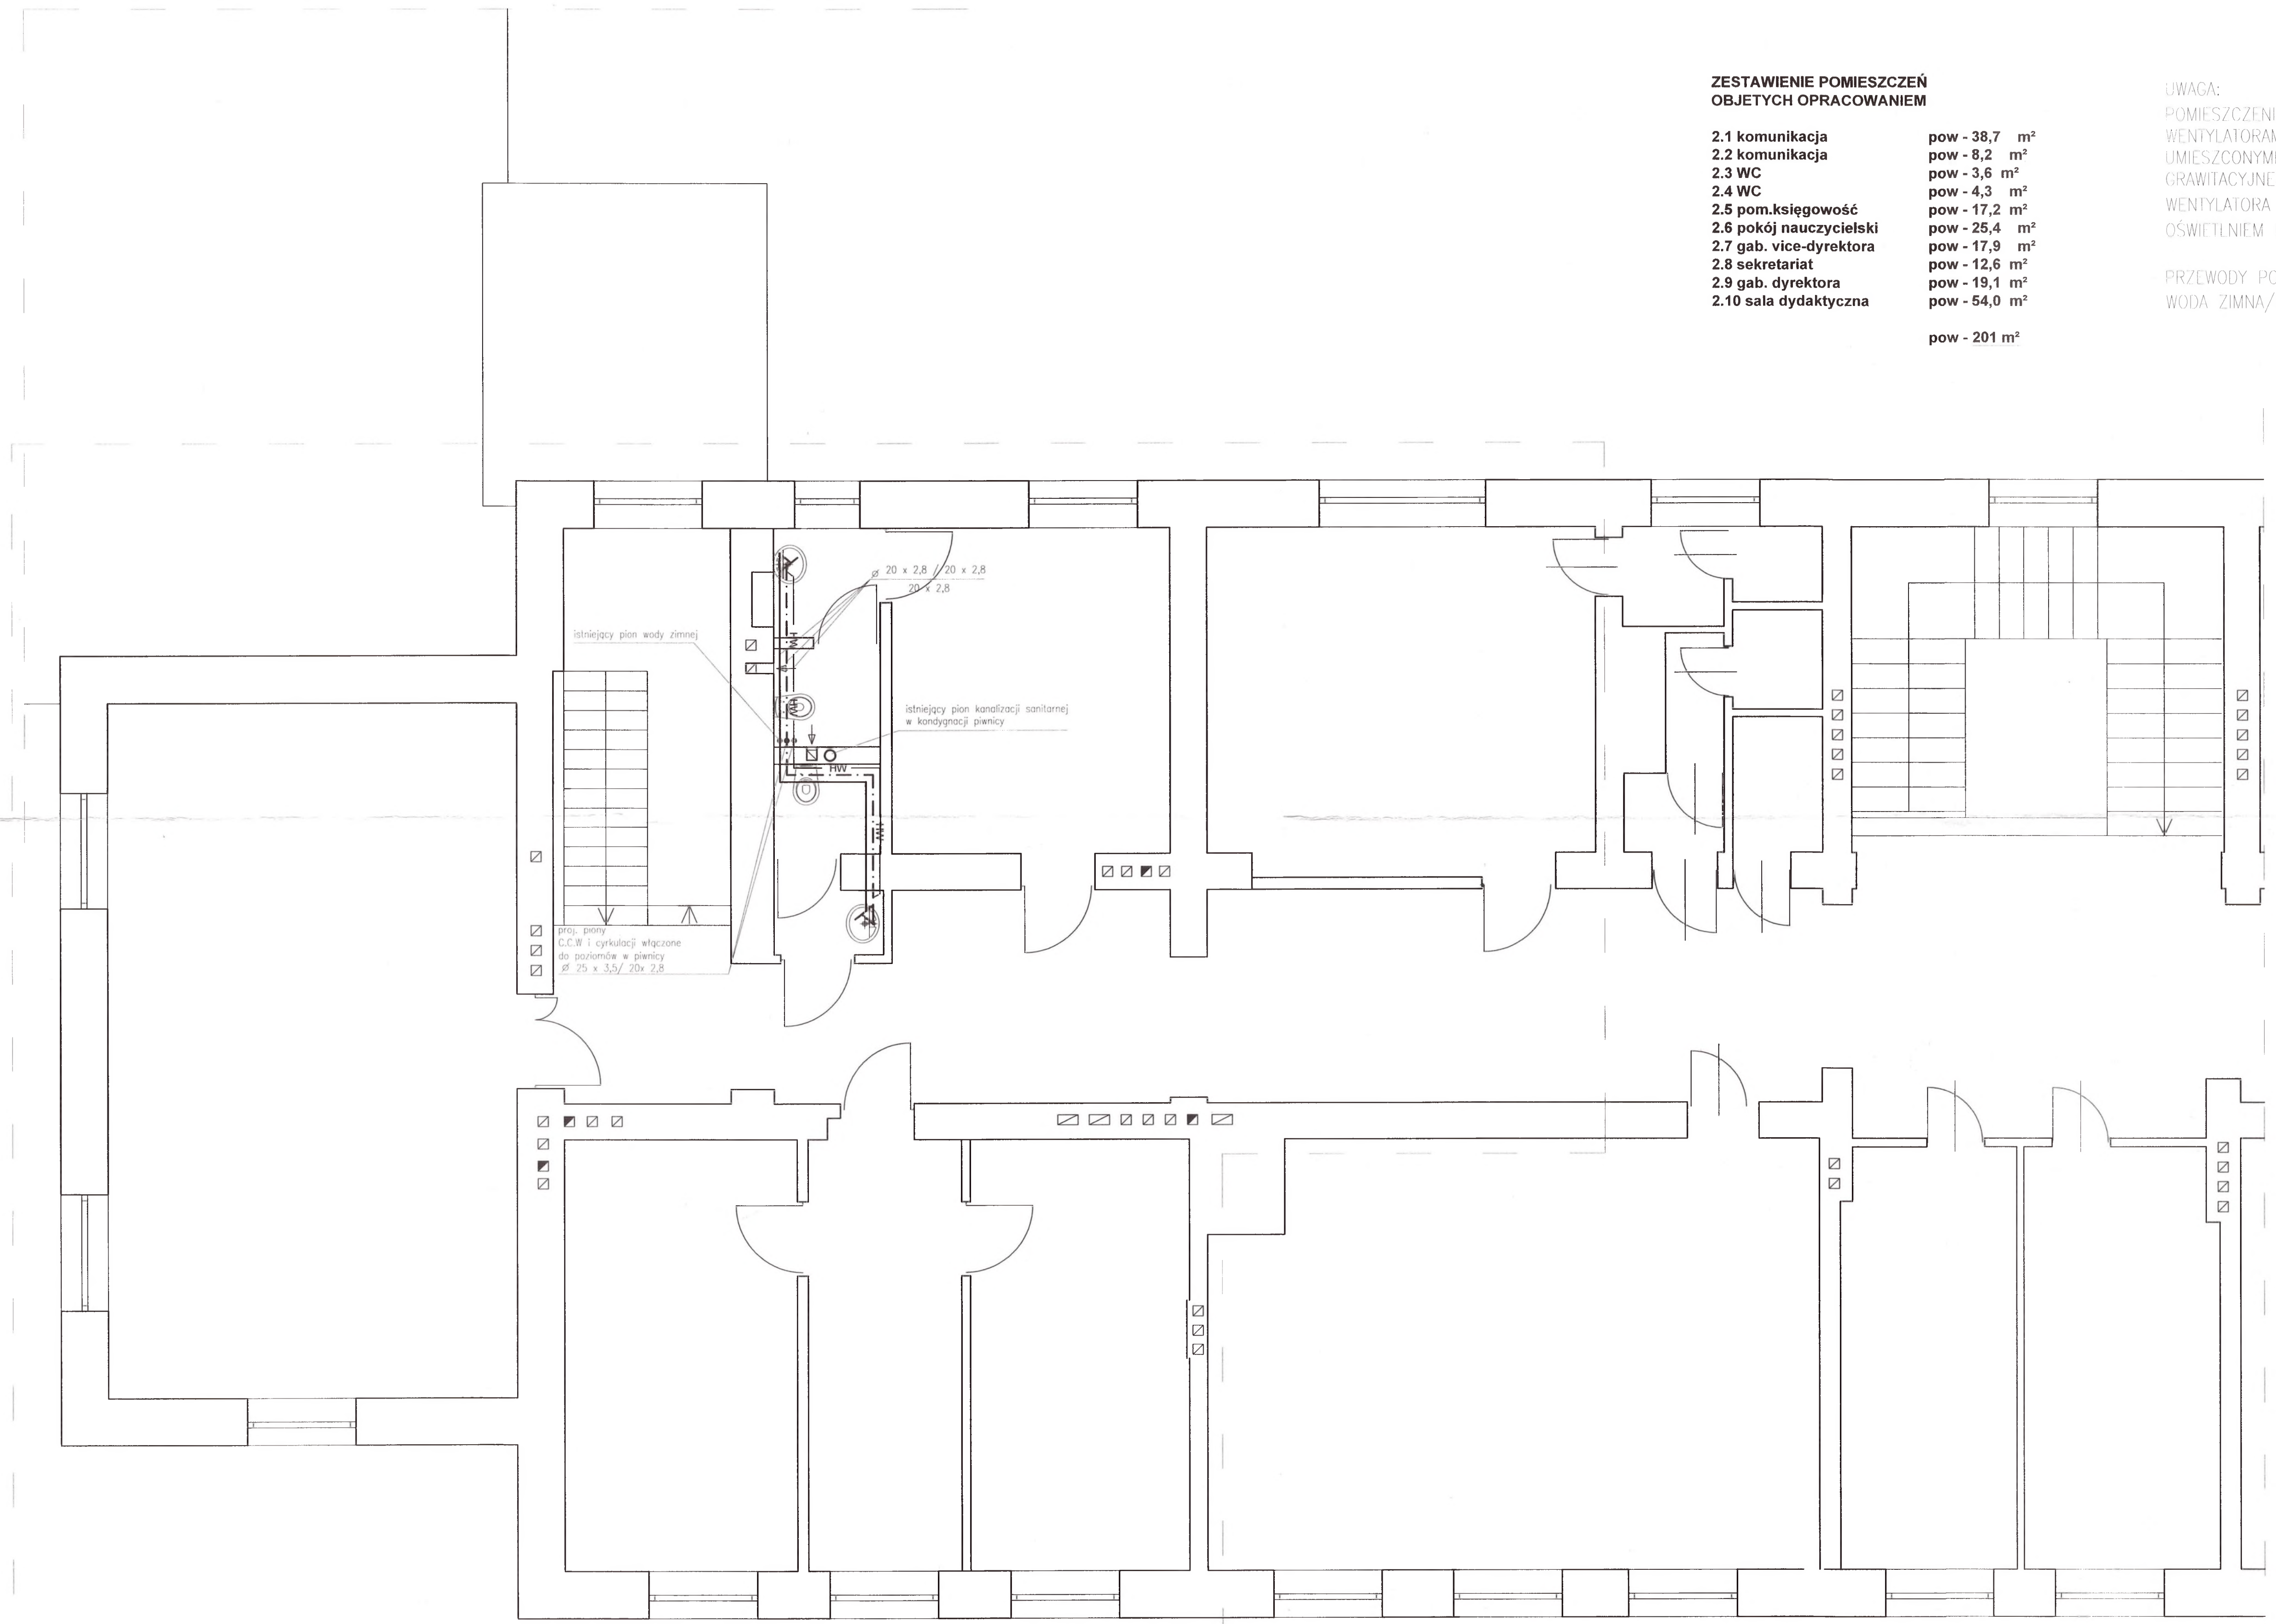 ZESTAWIENIE POMIESZCZEŃ
OBJETYCH OPRACOWANIEM
2.1 komunikacja pow - 38,7 m²
2.2 komunikacja pow - 8,2 m²
2.3 WC pow - 3,6 m²
2.4 WC pow - 4,3 m²
2.5 pom.księgowość pow - 17,2 m²
2.6 pokój nauczycielski pow - 25,4 m²
2.7 gab. vice-dyrektora pow - 17,9 m²
2.8 sekretariat pow - 12,6 m²
2.9 gab. dyrektora pow - 19,1 m²
2.10 sala dydaktyczna pow - 54,0 m²
pow - 201 m²
UWAGA:
POMIESZCZENI
WENTYLATORAM
UMIESZCONYMI
GRAWITACYJNE
WENTYLATORA
OŚWIETLNIEM
PRZEWODY PO
WODA ZIMNA/
ø 20 x 2,8 / 20 x 2,8
20 x 2,8
istniejący pion wody zimnej
HW
HW
istniejący pion kanalizacji sanitarnej
w kondygnacji piwnicy
HW
HW
proj. piony
C.C.W i cyrkulacji włączone
do poziomów w piwnicy
ø 25 x 3,5/ 20x 2,8